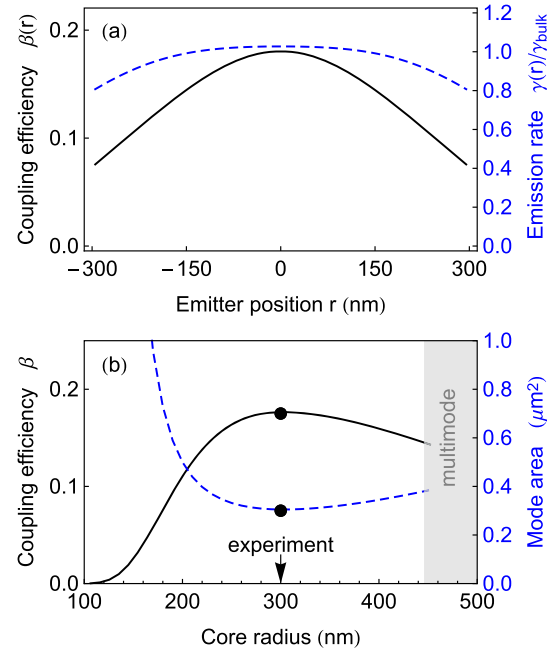 (a)
Coupling efficiency β(r)
0.2
0.1
0.0
1.2
1.0
0.8
0.6
0.4
0.2
0.0
Emission rate γ(r)/γbulk
−300 −150 0 150 300
Emitter position r (nm)
(b)
Coupling efficiency β
0.2
0.1
0.0
multimode
experiment
1.0
0.8
0.6
0.4
0.2
0.0
Mode area (μm²)
100 200 300 400 500
Core radius (nm)